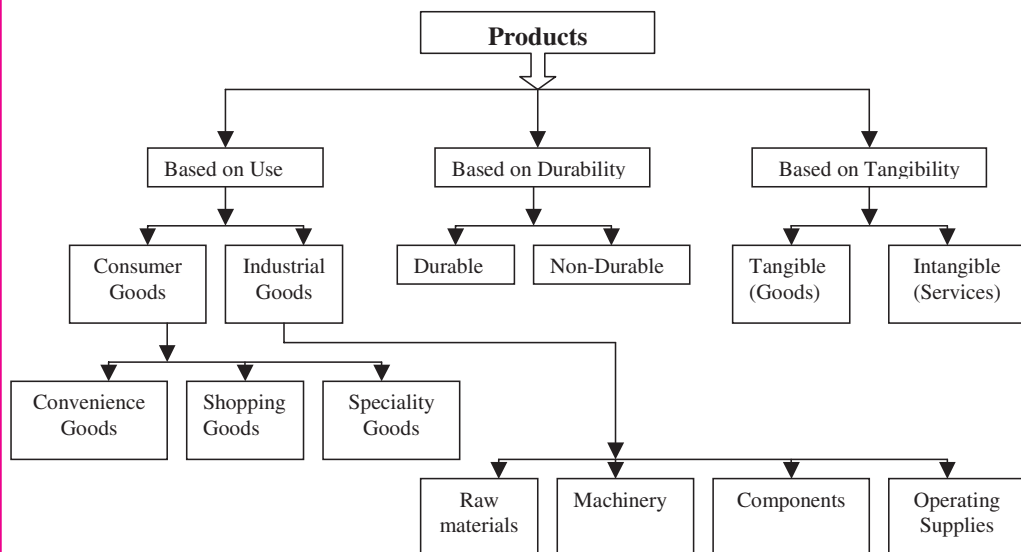 Products
Based on Use
Based on Durability
Based on Tangibility
Consumer
Goods
Industrial
Goods
Durable
Non-Durable
Tangible
(Goods)
Intangible
(Services)
Convenience
Goods
Shopping
Goods
Speciality
Goods
Raw
materials
Machinery
Components
Operating
Supplies